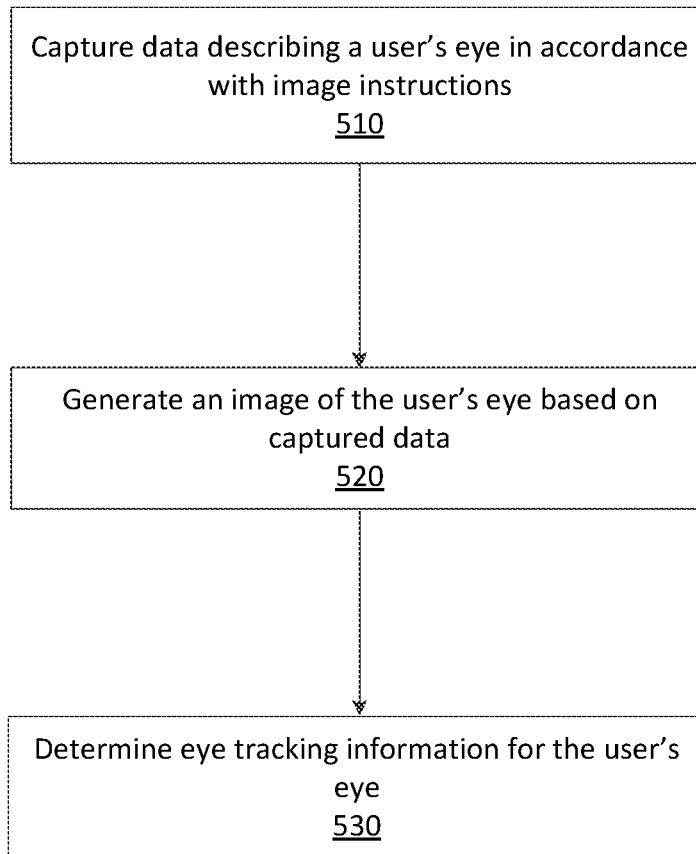 Capture data describing a user’s eye in accordance
with image instructions
510
Generate an image of the user’s eye based on
captured data
520
Determine eye tracking information for the user’s
eye
530